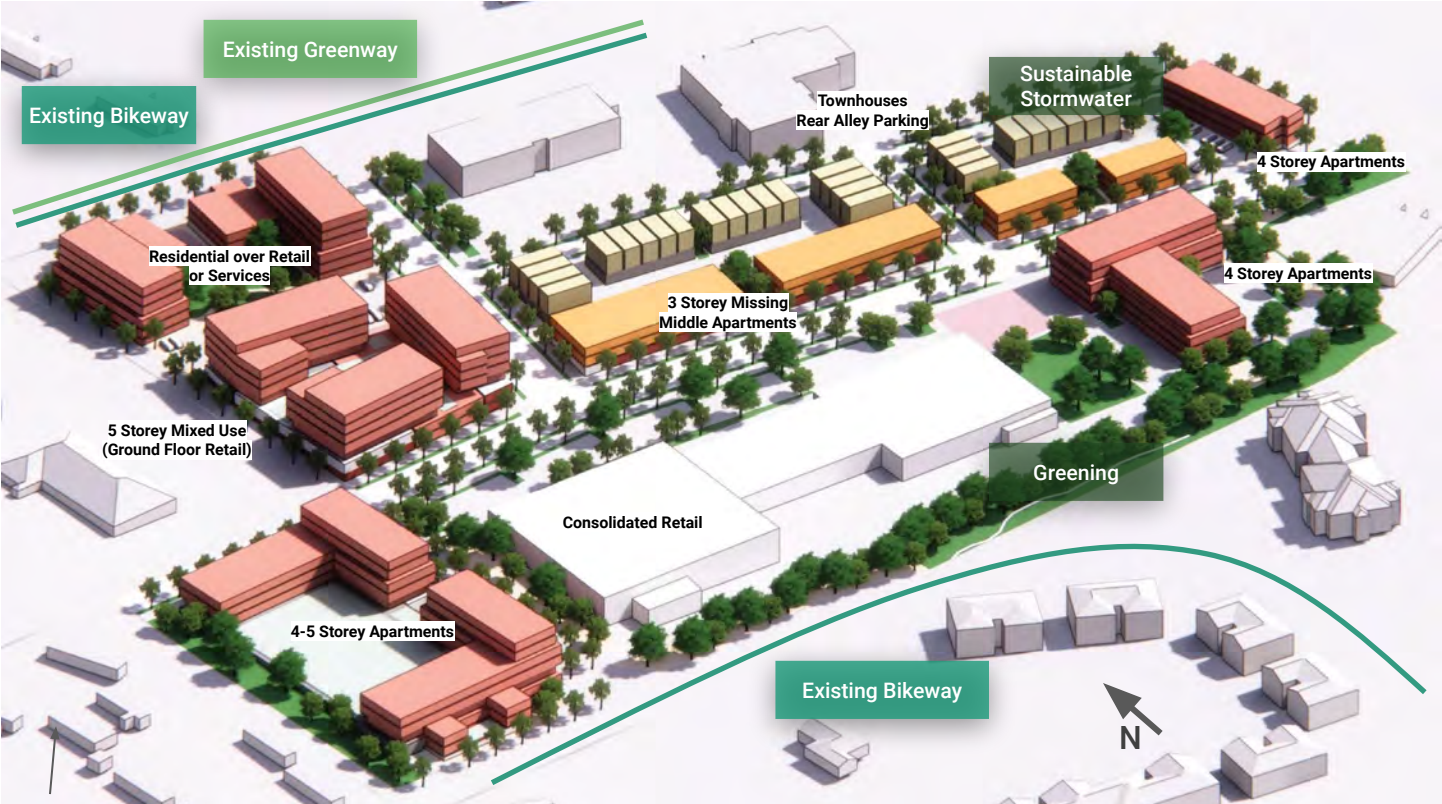 Existing Greenway
Existing Bikeway
Sustainable
Stormwater
Townhouses
Rear Alley Parking
4 Storey Apartments
Residential over Retail
or Services
4 Storey Apartments
3 Storey Missing
Middle Apartments
5 Storey Mixed Use
(Ground Floor Retail)
Greening
Consolidated Retail
4-5 Storey Apartments
Existing Bikeway
N